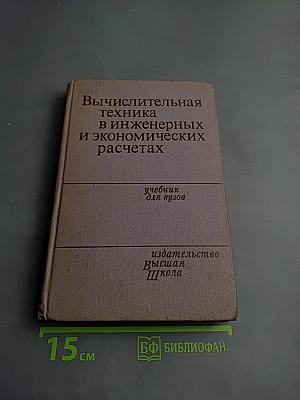 Вычислительная
техника
в инженерных
и экономических
расчетах
учебник
для вузов
издательство
Высшая
Школа
15 см
БФ БИБЛИОФАН